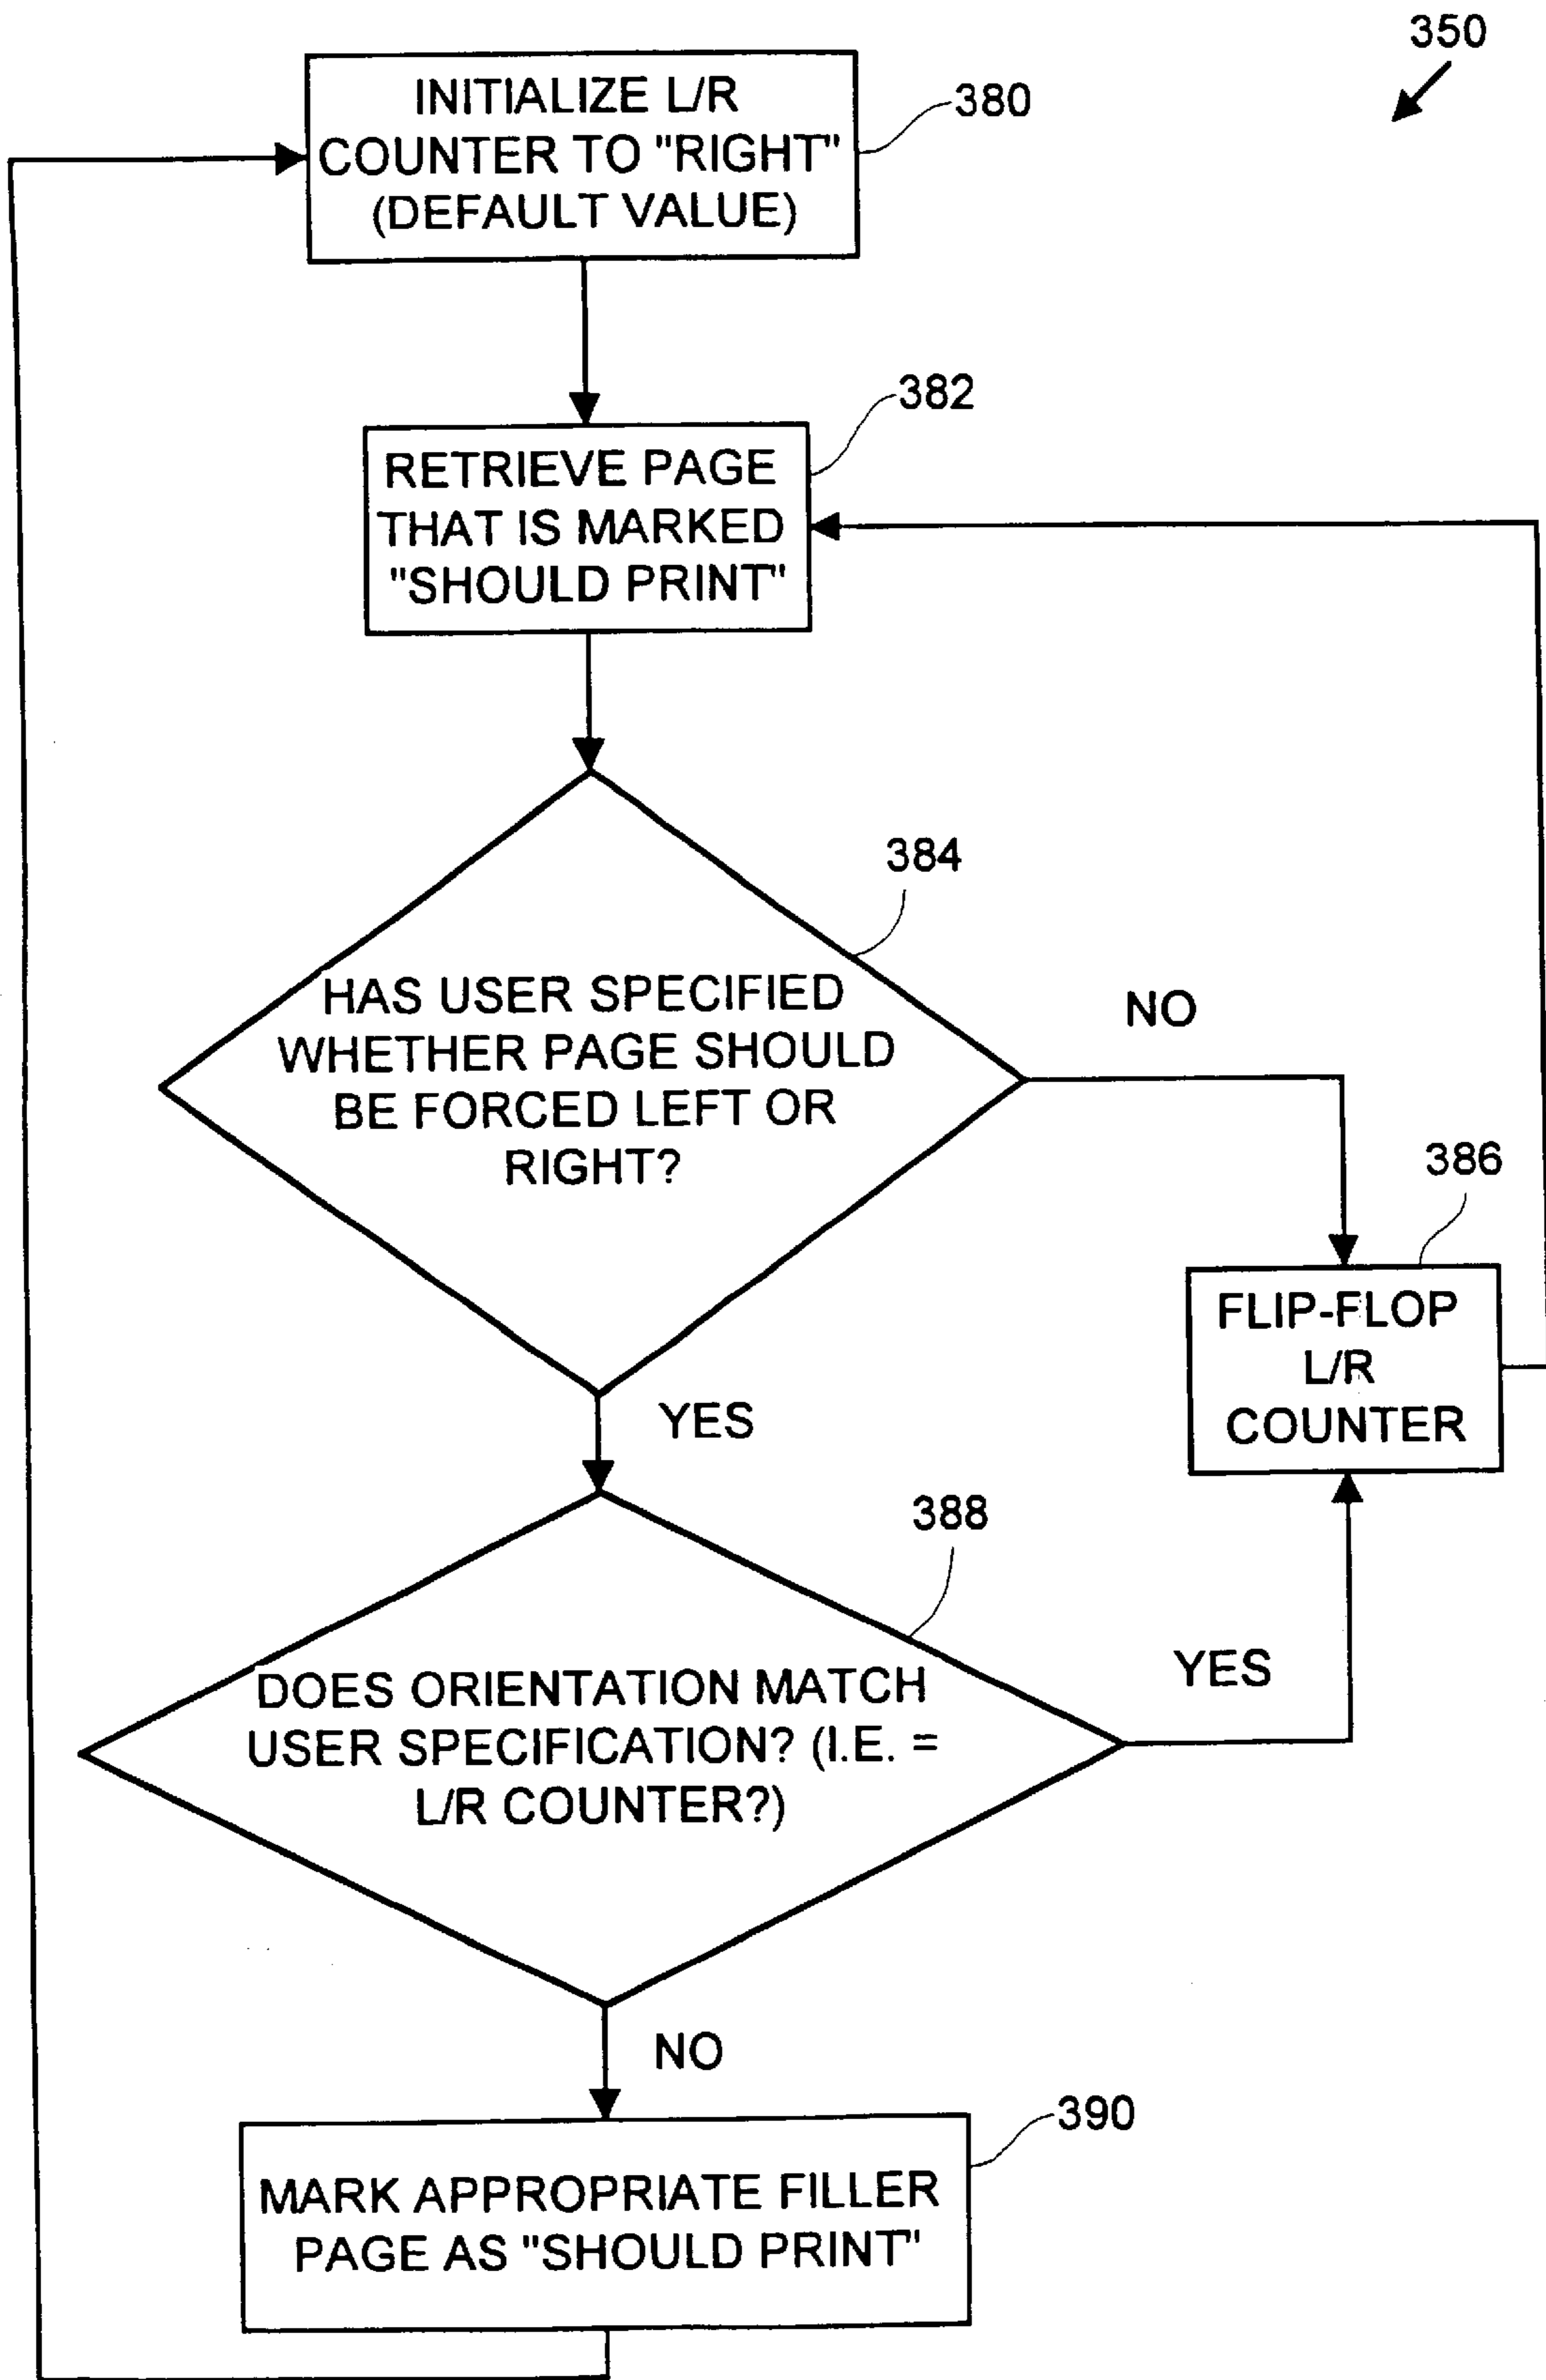 350
INITIALIZE L/R
COUNTER TO "RIGHT"
(DEFAULT VALUE)
380
382
RETRIEVE PAGE
THAT IS MARKED
"SHOULD PRINT"
384
HAS USER SPECIFIED
WHETHER PAGE SHOULD
BE FORCED LEFT OR
RIGHT?
NO
386
FLIP-FLOP
L/R
COUNTER
YES
388
DOES ORIENTATION MATCH
USER SPECIFICATION? (I.E. =
L/R COUNTER?)
YES
NO
390
MARK APPROPRIATE FILLER
PAGE AS "SHOULD PRINT"